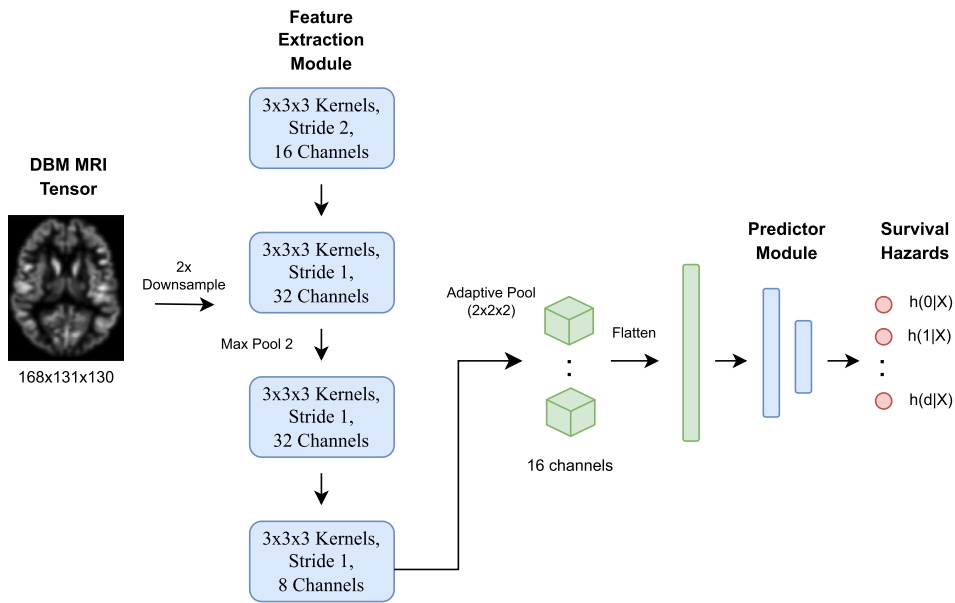 DBM MRI
Tensor
168x131x130
2x
Downsample
Feature
Extraction
Module
3x3x3 Kernels,
Stride 2,
16 Channels
3x3x3 Kernels,
Stride 1,
32 Channels
Max Pool 2
3x3x3 Kernels,
Stride 1,
32 Channels
3x3x3 Kernels,
Stride 1,
8 Channels
Adaptive Pool
(2x2x2)
16 channels
Flatten
Predictor
Module
Survival
Hazards
h(0|X)
h(1|X)
h(d|X)